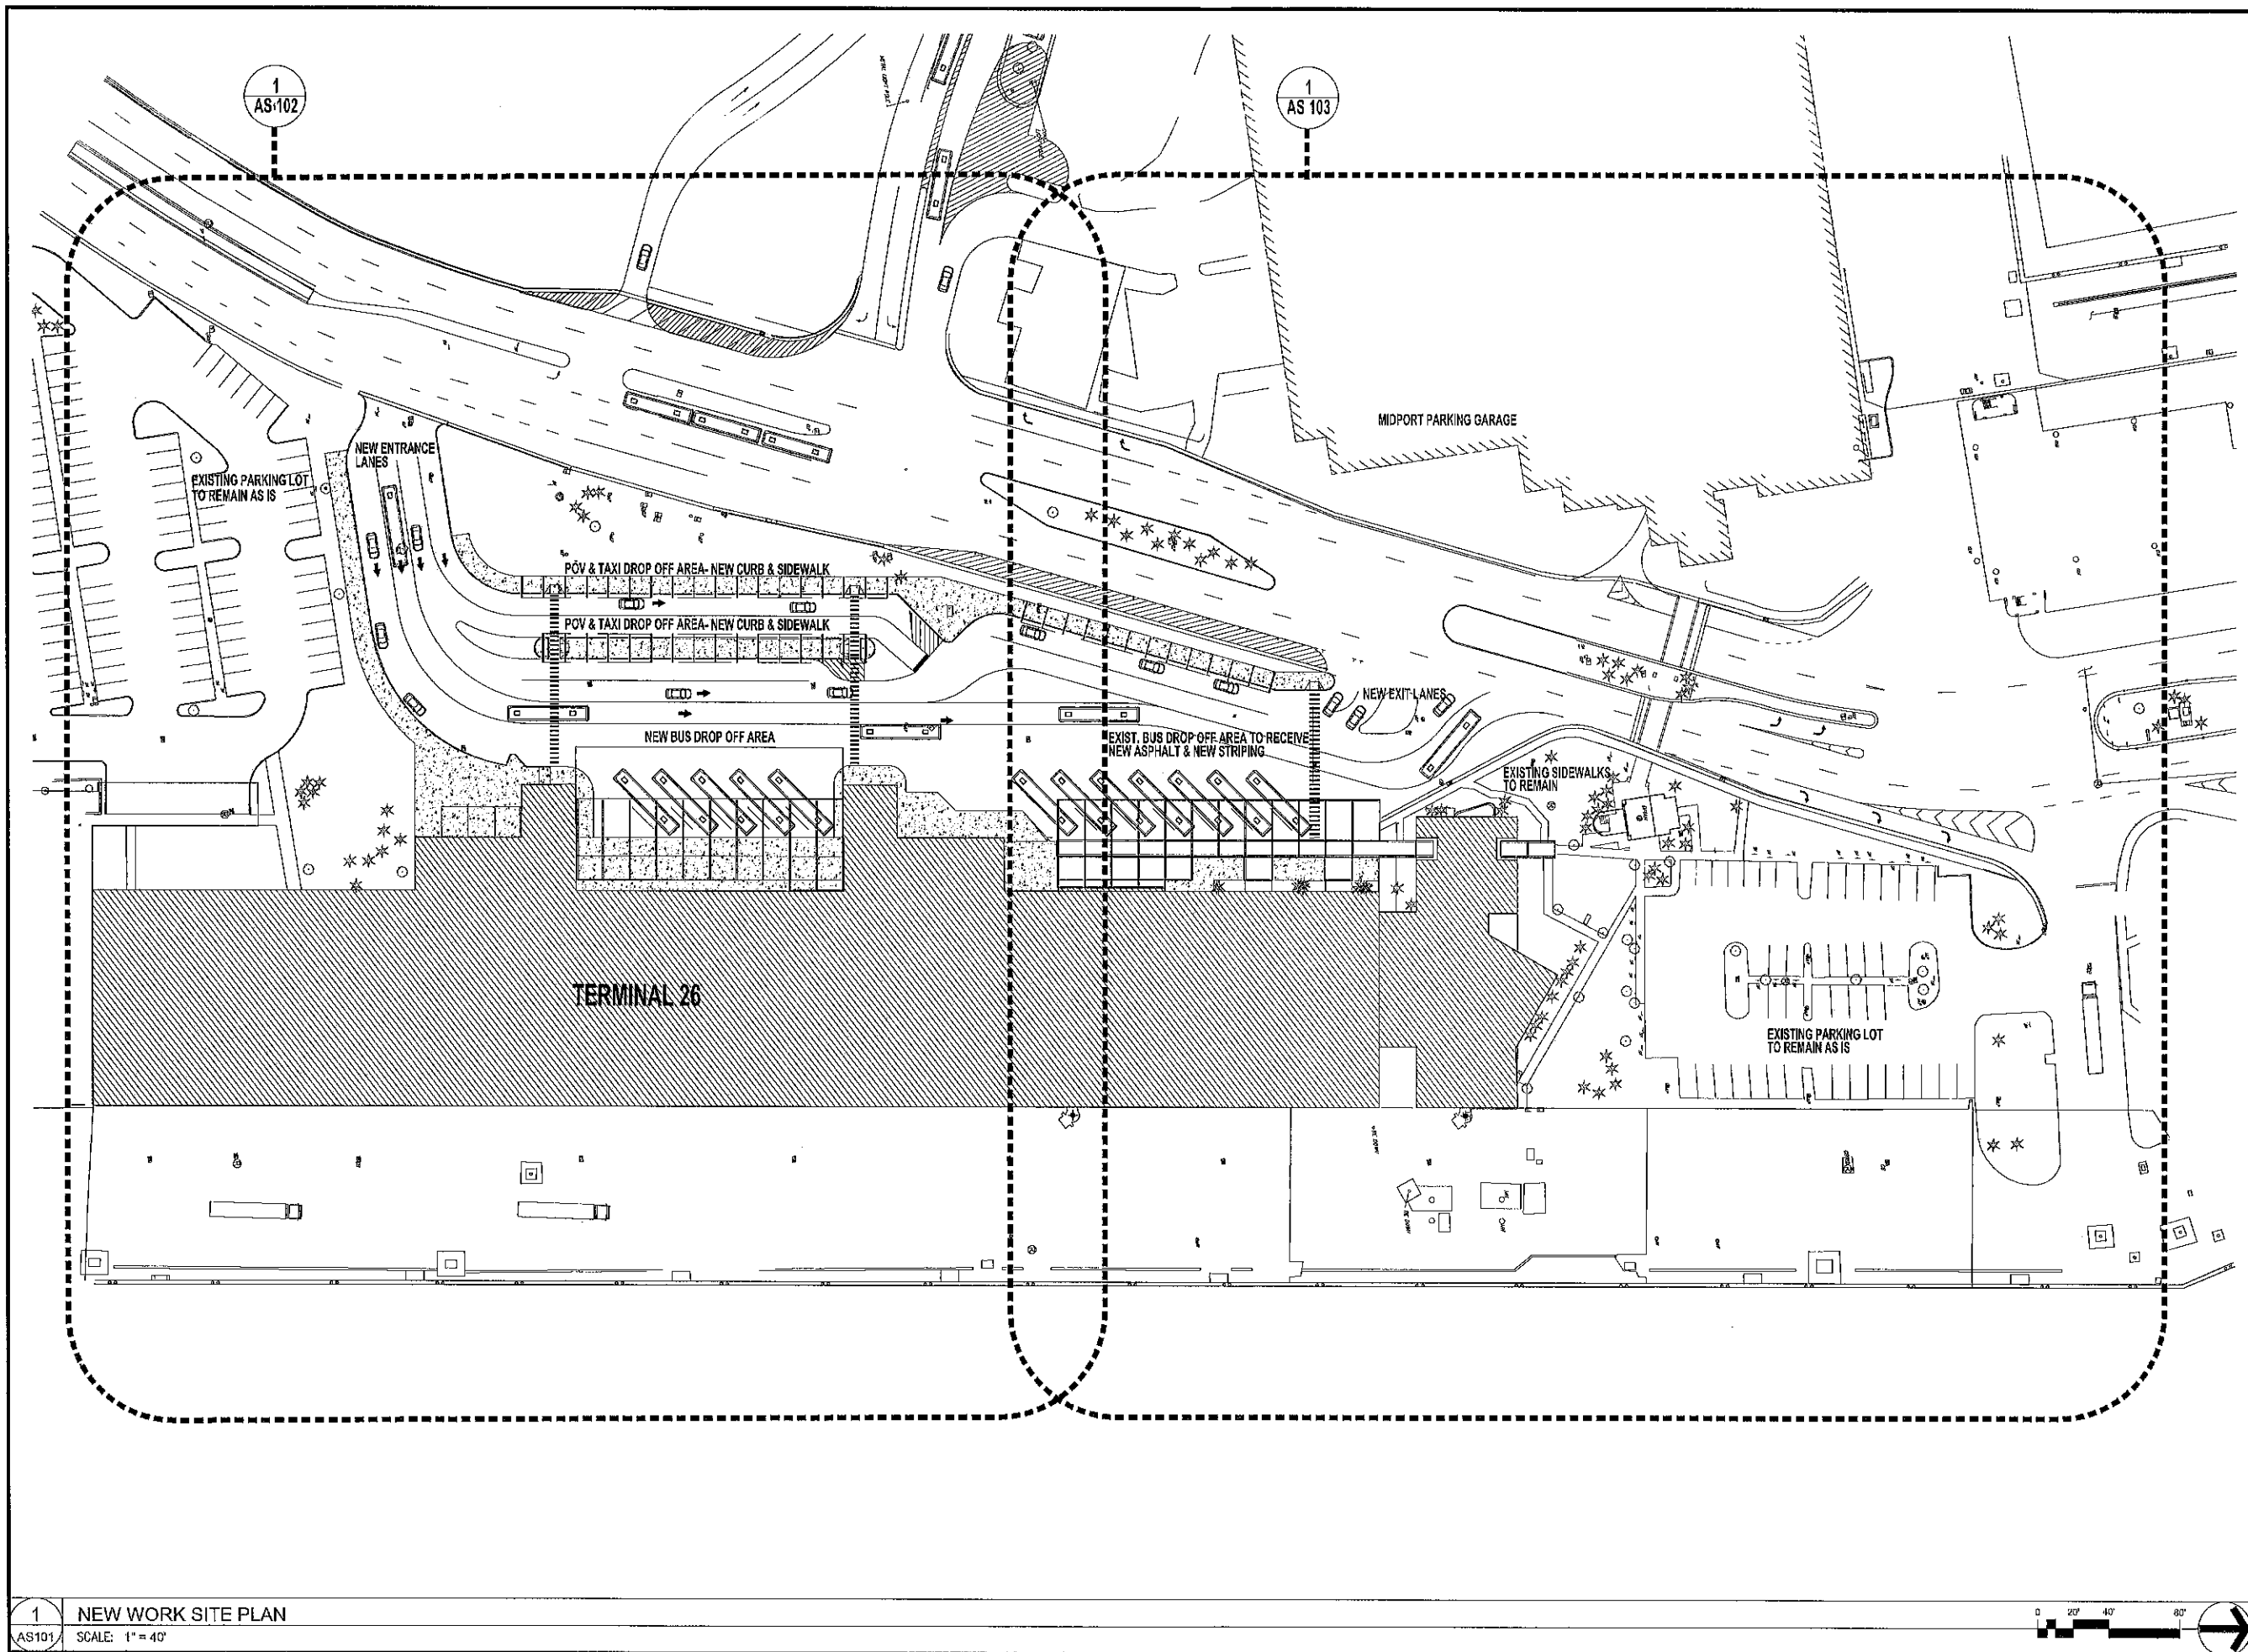 1
AS 102
1
AS 103
MIDPORT PARKING GARAGE
NEW ENTRANCE
LANES
EXISTING PARKING LOT
TO REMAIN AS IS
POV & TAXI DROP OFF AREA- NEW CURB & SIDEWALK
POV & TAXI DROP OFF AREA- NEW CURB & SIDEWALK
NEW EXIT LANES
NEW BUS DROP OFF AREA
EXIST. BUS DROP OFF AREA TO RECEIVE
NEW ASPHALT & NEW STRIPING
EXISTING SIDEWALKS
TO REMAIN
TERMINAL 26
EXISTING PARKING LOT
TO REMAIN AS IS
1
AS101
NEW WORK SITE PLAN
SCALE: 1" = 40'
0 20' 40' 80'